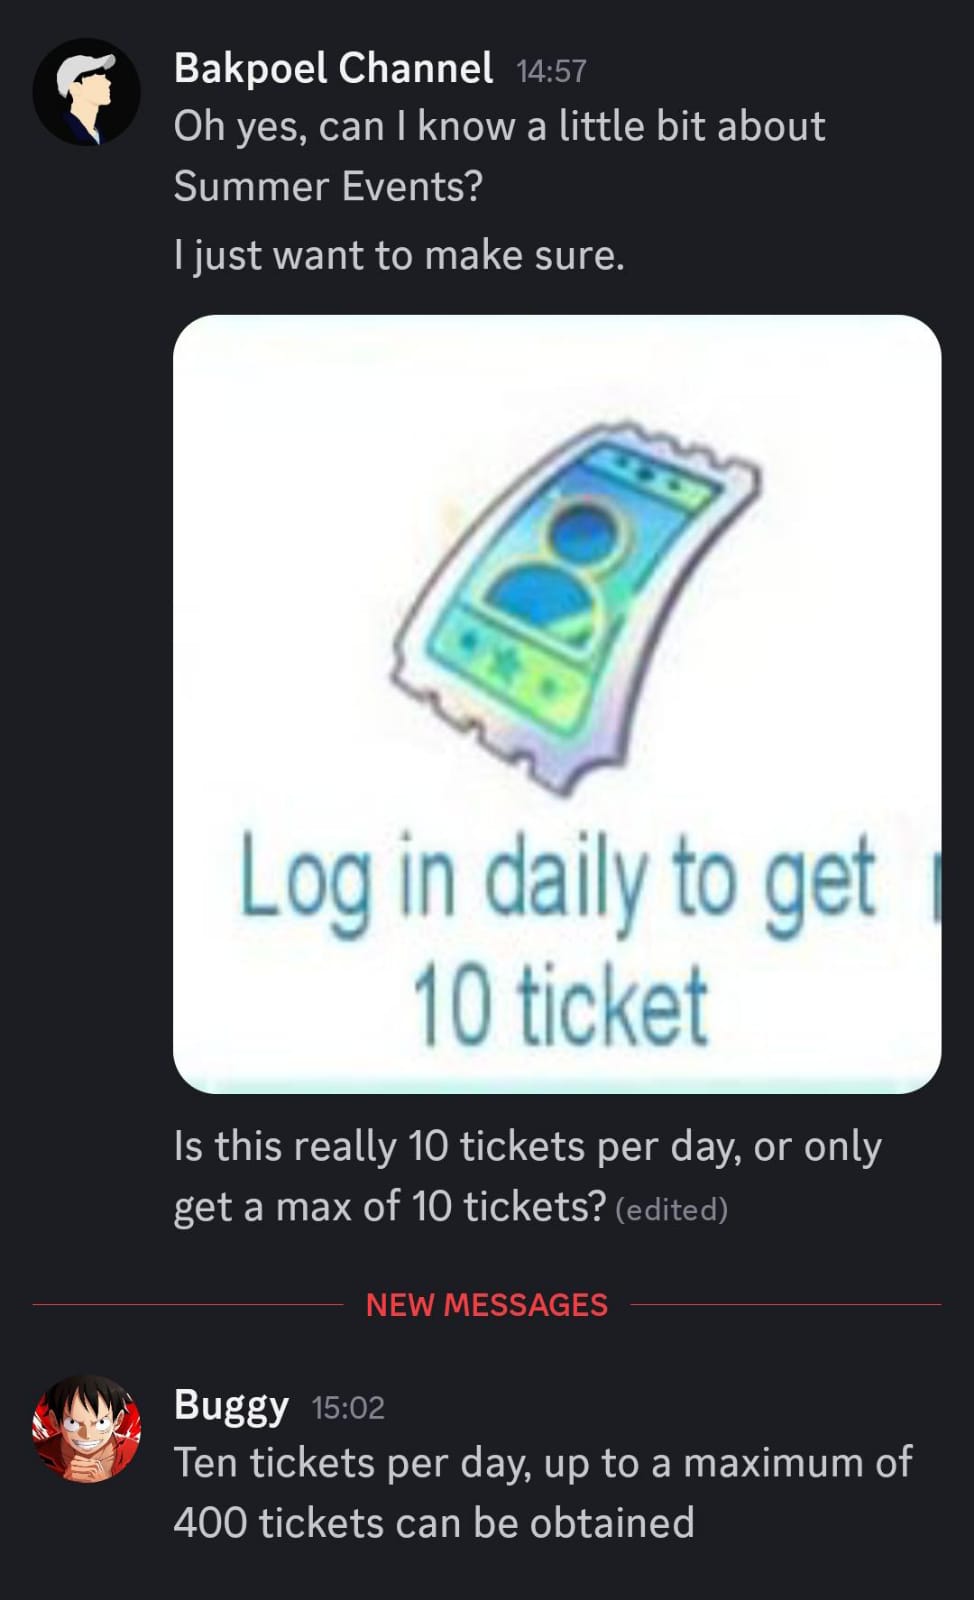 Bakpoel Channel 14:57
Oh yes, can I know a little bit about
Summer Events?
I just want to make sure.
Log in daily to get
10 ticket
Is this really 10 tickets per day, or only
get a max of 10 tickets? (edited)
NEW MESSAGES
Buggy 15:02
Ten tickets per day, up to a maximum of
400 tickets can be obtained